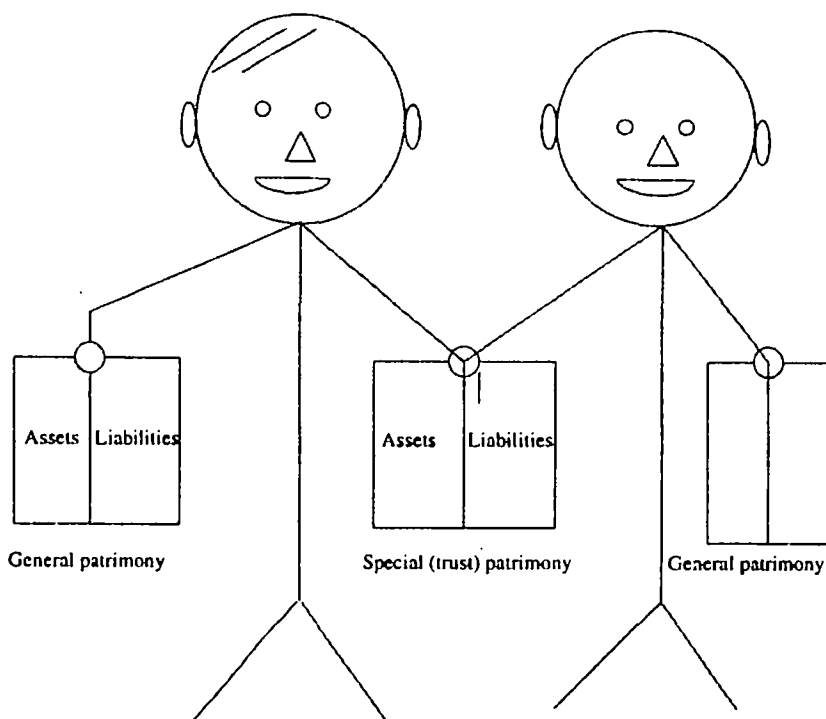 Assets Liabilities
Assets Liabilities
General patrimony
Special (trust) patrimony
General patrimony